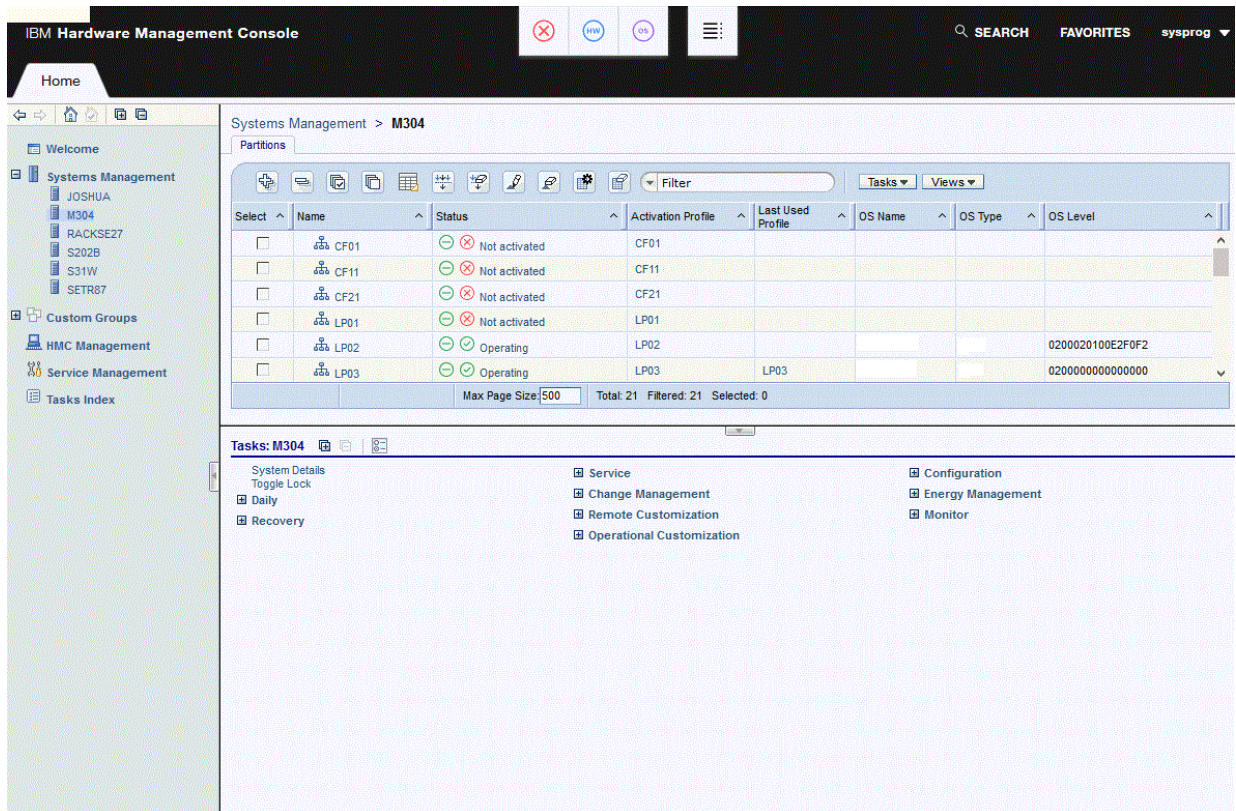 IBM Hardware Management Console
HW
OS
SEARCH
FAVORITES
sysprog
Home
Welcome
Systems Management
JOSHUA
M304
RACKSE27
S202B
S31W
SETR87
Custom Groups
HMC Management
Service Management
Tasks Index
Systems Management > M304
Partitions
Filter
Tasks
Views
Select Name Status Activation Profile Last Used Profile OS Name OS Type OS Level
CF01 Not activated CF01
CF11 Not activated CF11
CF21 Not activated CF21
LP01 Not activated LP01
LP02 Operating LP02 0200020100E2F0F2
LP03 Operating LP03 LP03 0200000000000000
Max Page Size: 500 Total: 21 Filtered: 21 Selected: 0
Tasks: M304
System Details
Toggle Lock
Daily
Recovery
Service
Change Management
Remote Customization
Operational Customization
Configuration
Energy Management
Monitor